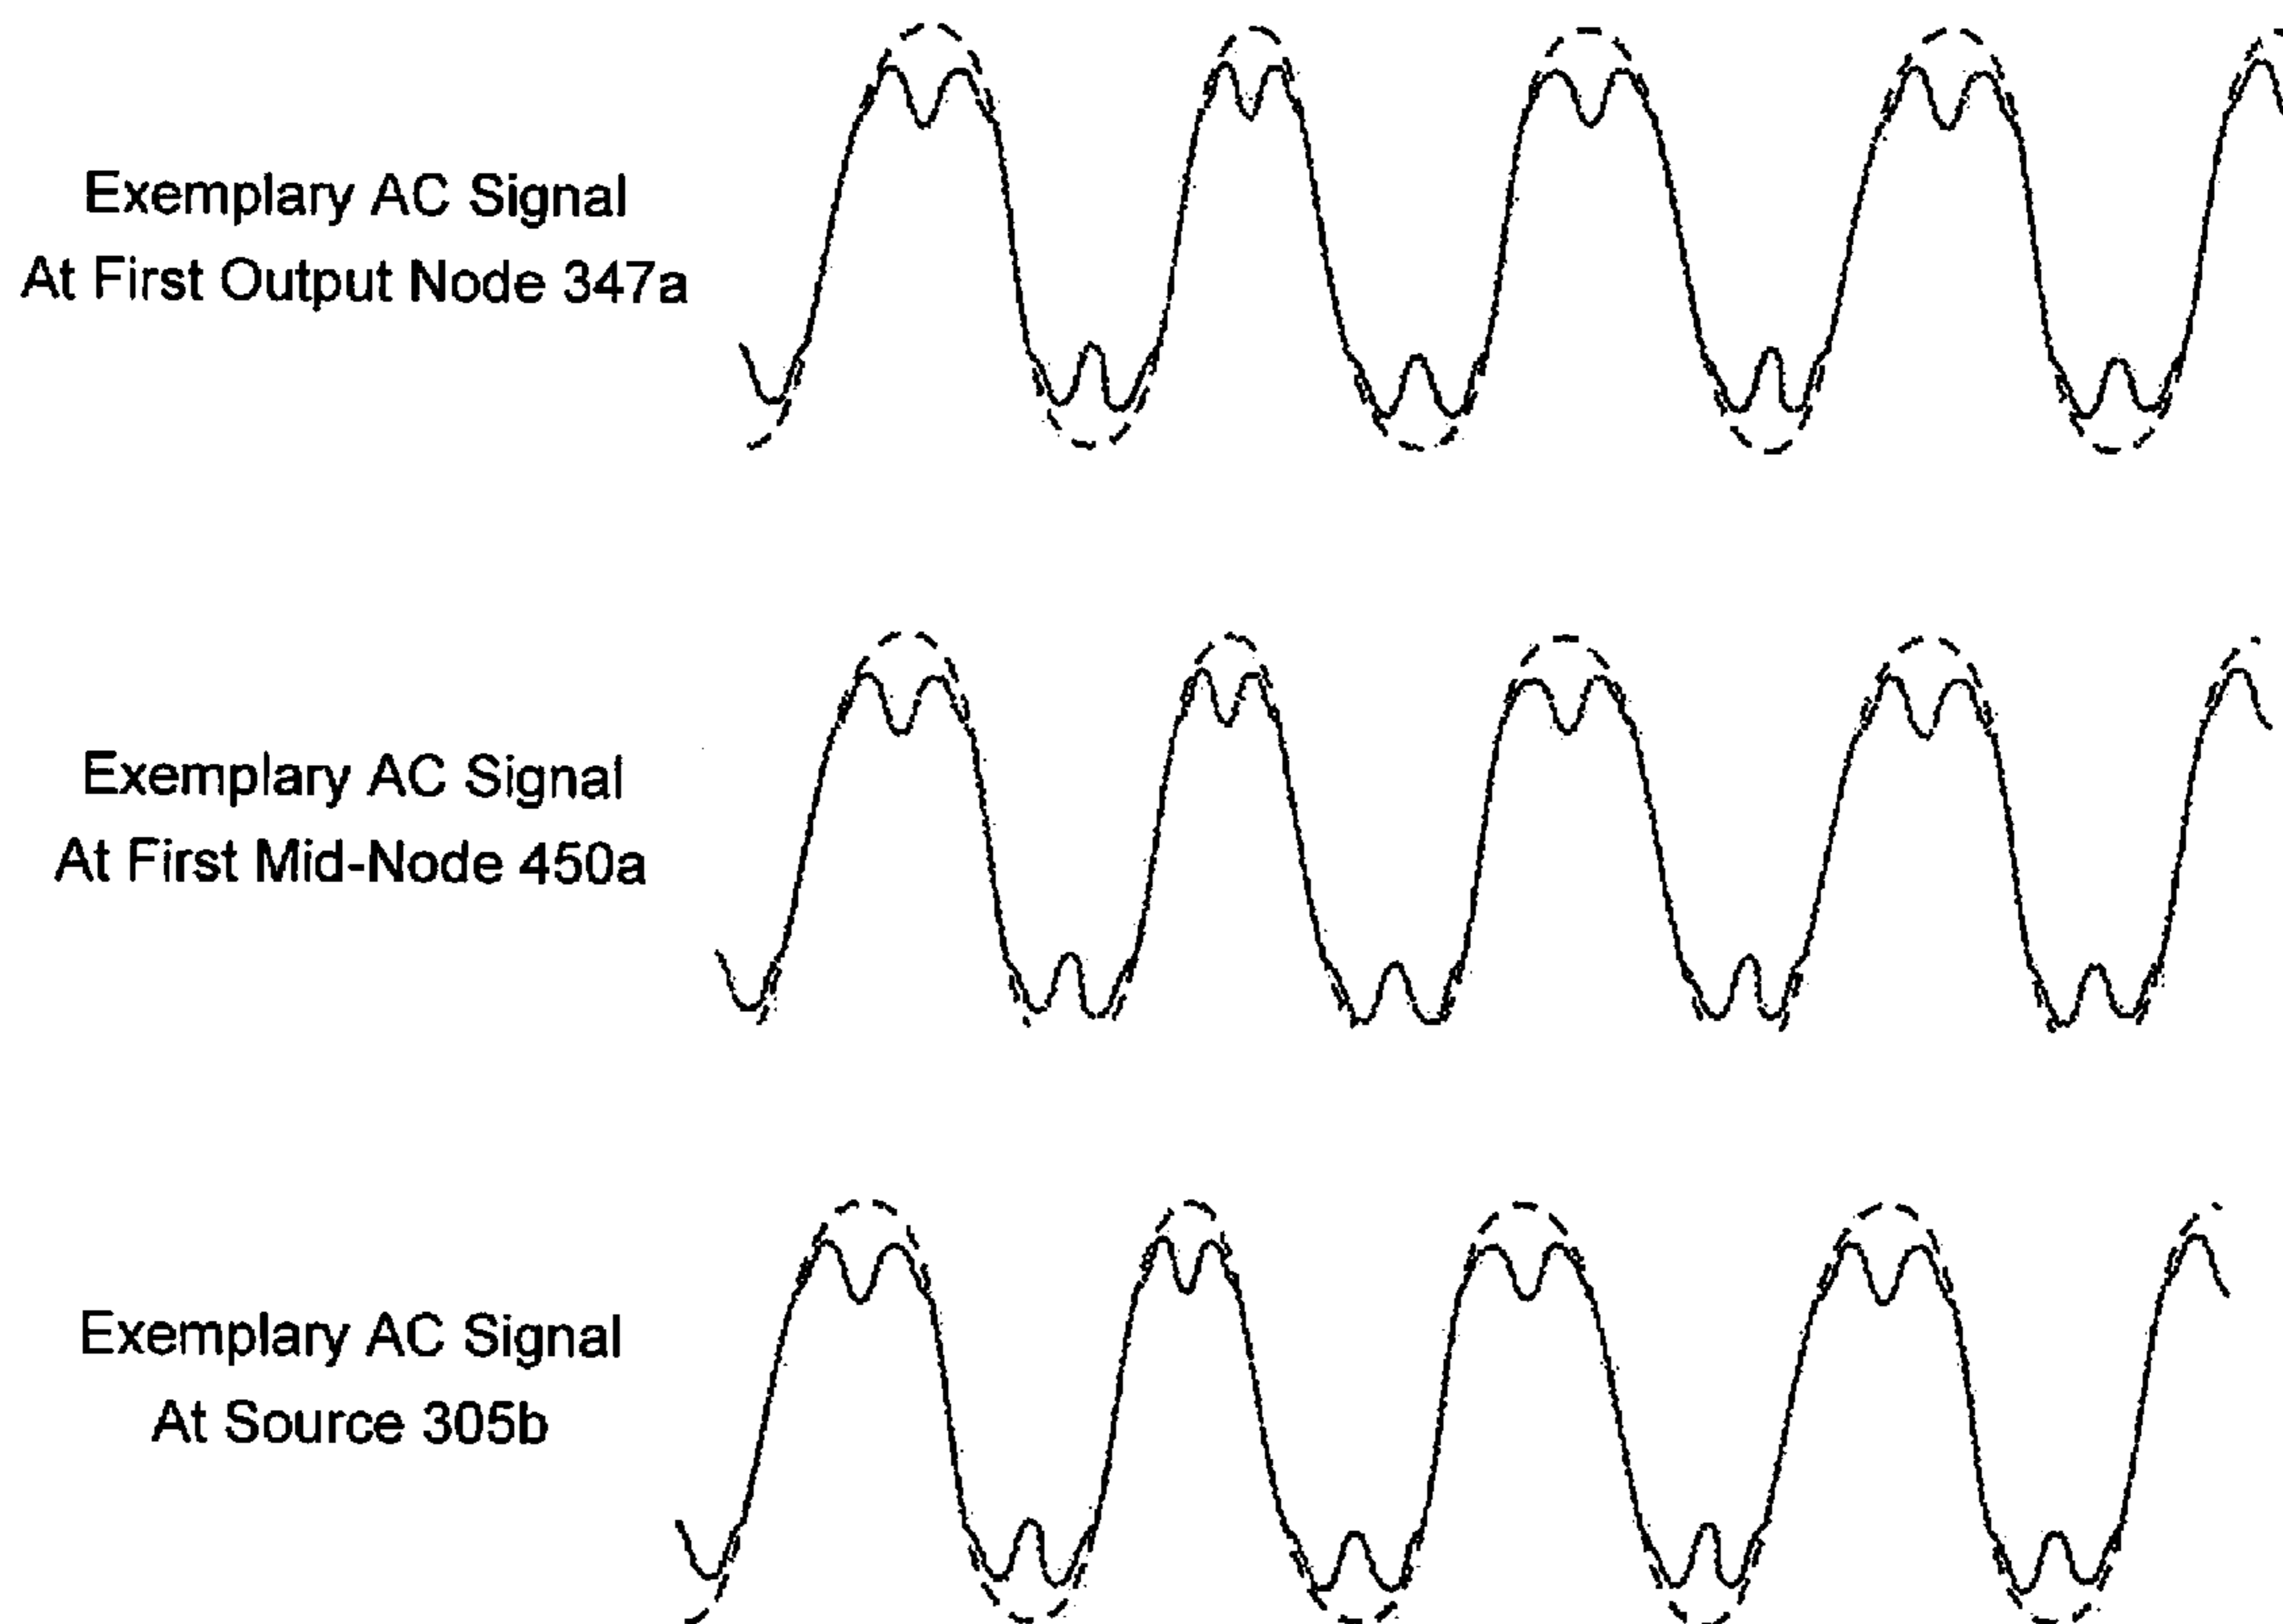 Exemplary AC Signal
At First Output Node 347a
Exemplary AC Signal
At First Mid-Node 450a
Exemplary AC Signal
At Source 305b